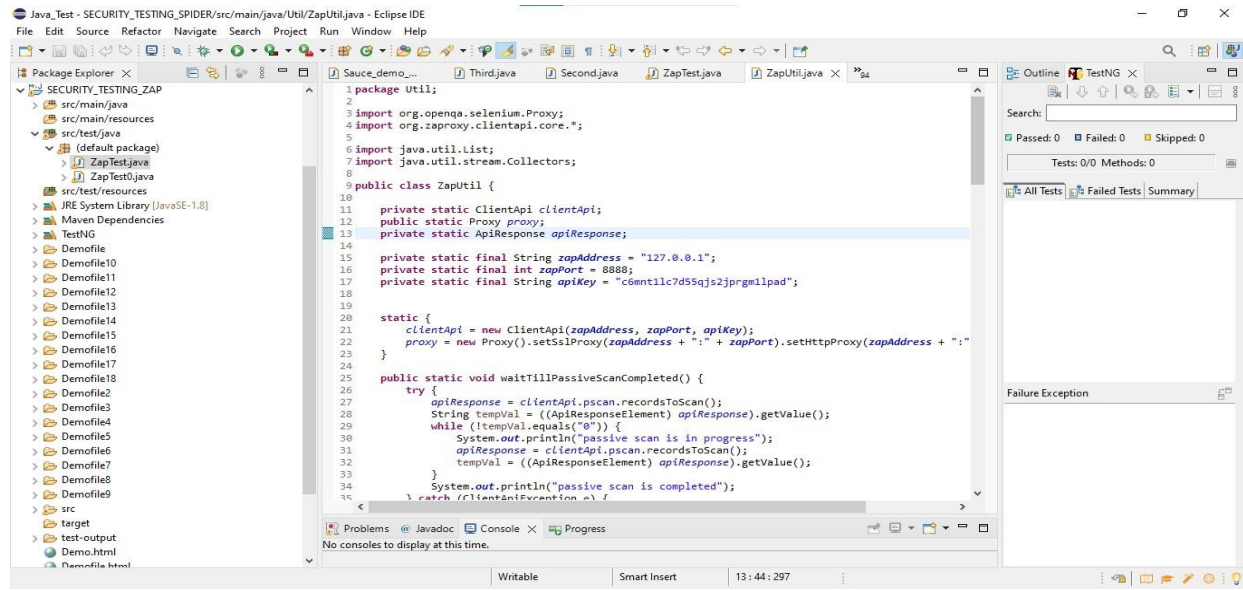 Java_Test - SECURITY_TESTING_SPIDER/src/main/java/Util/ZapUtil.java - Eclipse IDE
File Edit Source Refactor Navigate Search Project Run Window Help
Package Explorer
SECURITY_TESTING_ZAP
src/main/java
src/main/resources
src/test/java
(default package)
ZapTest.java
ZapTest0.java
src/test/resources
JRE System Library [JavaSE-1.8]
Maven Dependencies
TestNG
Demofile
Demofile10
Demofile11
Demofile12
Demofile13
Demofile14
Demofile15
Demofile16
Demofile17
Demofile18
Demofile2
Demofile3
Demofile4
Demofile5
Demofile6
Demofile7
Demofile8
Demofile9
src
target
test-output
Demo.html
Demofile.html
Sauce_demo_... Third.java Second.java ZapTest.java ZapUtil.java 94
1 package Util;
2
3 import org.openqa.selenium.Proxy;
4 import org.zaproxy.clientapi.core.*;
5
6 import java.util.List;
7 import java.util.stream.Collectors;
8
9 public class ZapUtil {
10
11 private static ClientApi clientApi;
12 public static Proxy proxy;
13 private static ApiResponse apiResponse;
14
15 private static final String zapAddress = "127.0.0.1";
16 private static final int zapPort = 8888;
17 private static final String apiKey = "c6mnt1lc7d55qjs2jprgm1lpad";
18
19
20 static {
21 clientApi = new ClientApi(zapAddress, zapPort, apiKey);
22 proxy = new Proxy().setSslProxy(zapAddress + ":" + zapPort).setHttpProxy(zapAddress + ":"
23 }
24
25 public static void waitTillPassiveScanCompleted() {
26 try {
27 apiResponse = clientApi.pscan.recordsToScan();
28 String tempVal = ((ApiResponseElement) apiResponse).getValue();
29 while (!tempVal.equals("0")) {
30 System.out.println("passive scan is in progress");
31 apiResponse = clientApi.pscan.recordsToScan();
32 tempVal = ((ApiResponseElement) apiResponse).getValue();
33 }
34 System.out.println("passive scan is completed");
35 } catch (ClientApiException e) {
Problems Javadoc Console Progress
No consoles to display at this time.
Outline TestNG
Search:
Passed: 0 Failed: 0 Skipped: 0
Tests: 0/0 Methods: 0
All Tests Failed Tests Summary
Failure Exception
Writable Smart Insert 13 : 44 : 297